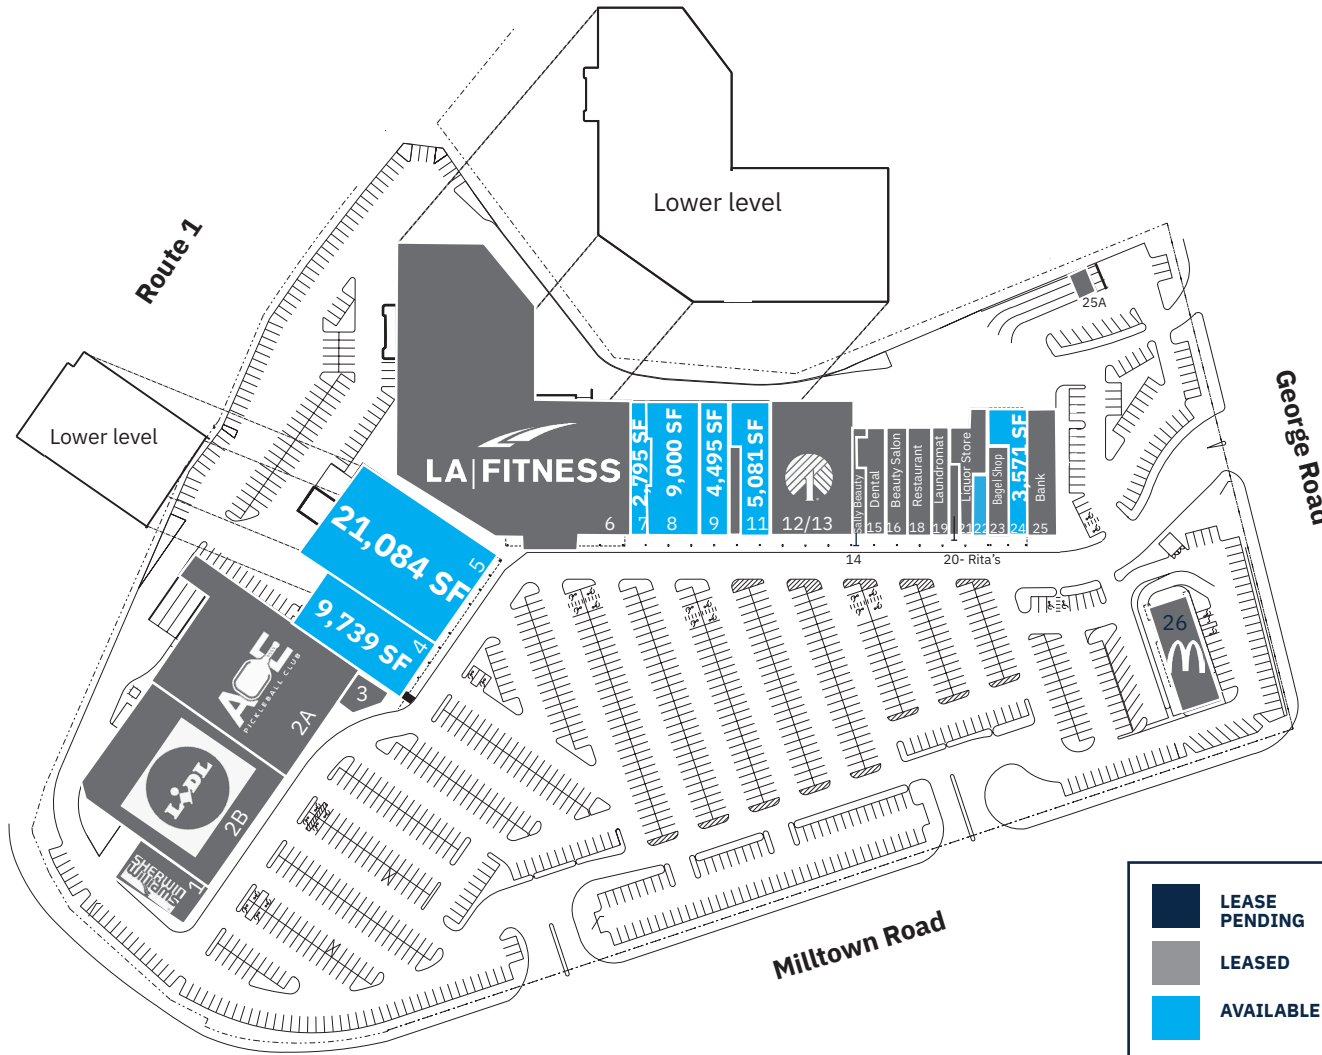 Lower level
Route 1
25A
George Road
Lower level
LA|FITNESS
6
2,795 SF
7
9,000 SF
8
4,495 SF
9
5,081 SF
11
12/13
Sally Beauty
14
Dental
15
Beauty Salon
16
Restaurant
18
Laundromat
19
20- Rita's
Liquor Store
21
22
Bagel Shop
23
3,571 SF
24
Bank
25
21,084 SF
5
9,739 SF
4
3
ACE
PICKLEBALL CLUB
2A
LIDL
2B
SHERWIN
Williams
1
26
Milltown Road
LEASE
PENDING
LEASED
AVAILABLE